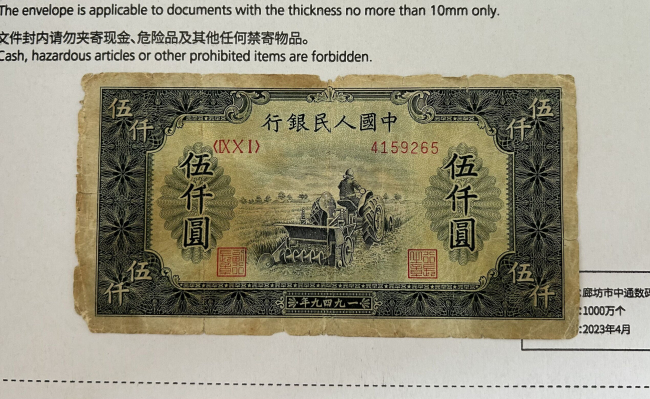 The envelope is applicable to documents with the thickness no more than 10mm only.
文件封内请勿夹寄现金、危险品及其他任何禁寄物品。
Cash, hazardous articles or other prohibited items are forbidden.
伍仟
伍仟
行銀民人國中
〈IXXI〉
4159265
伍仟圓
伍仟圓
伍仟
伍仟
年九四九一
:廊坊市中通数码
:1000万个
:2023年4月